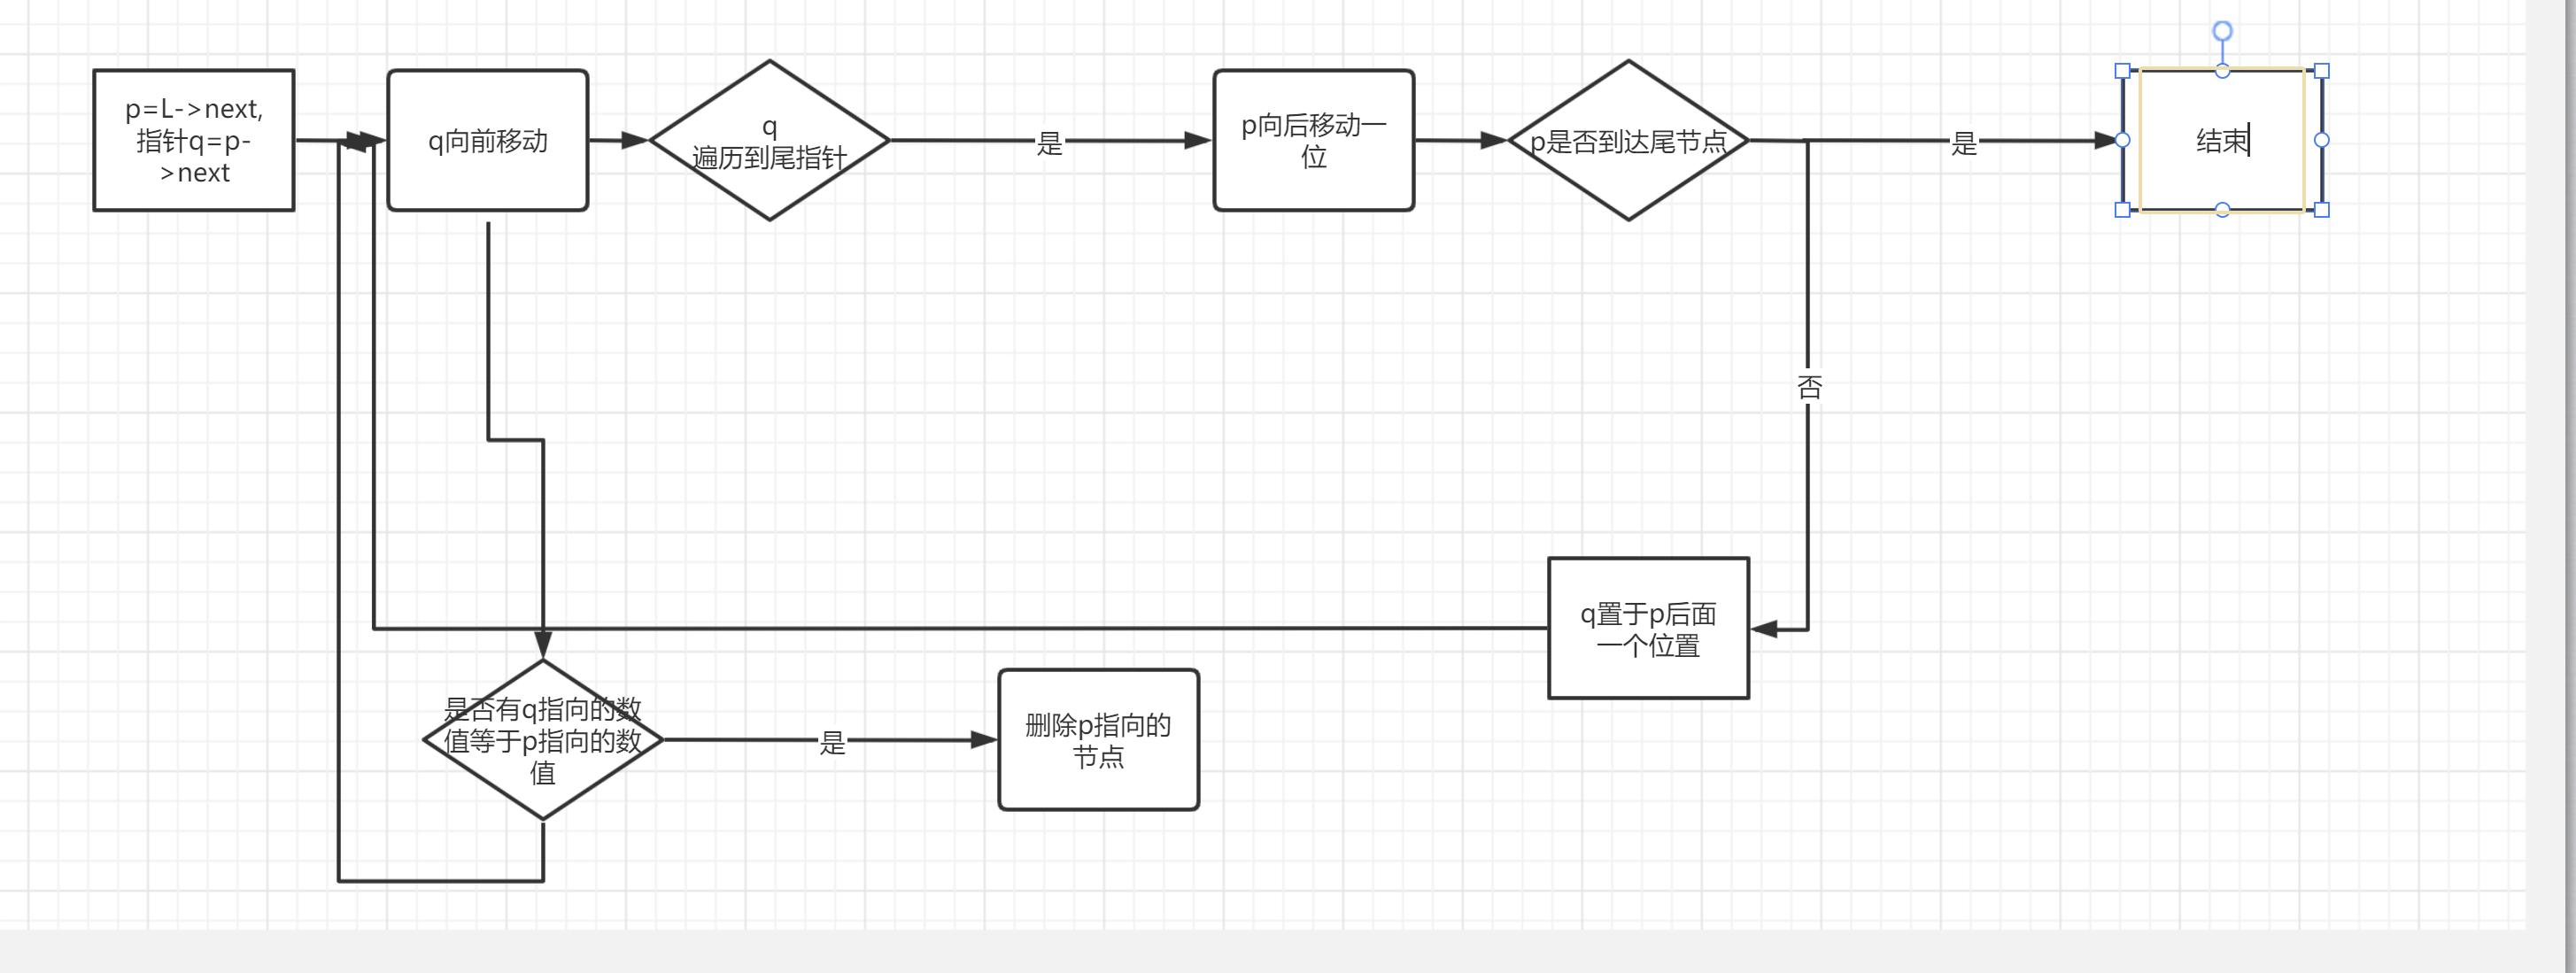 p=L->next,
指针q=p-
>next
q向前移动
q
遍历到尾指针
是
p向后移动一
位
p是否到达尾节点
是
结束
否
q置于p后面
一个位置
是否有q指向的数
值等于p指向的数
值
是
删除p指向的
节点